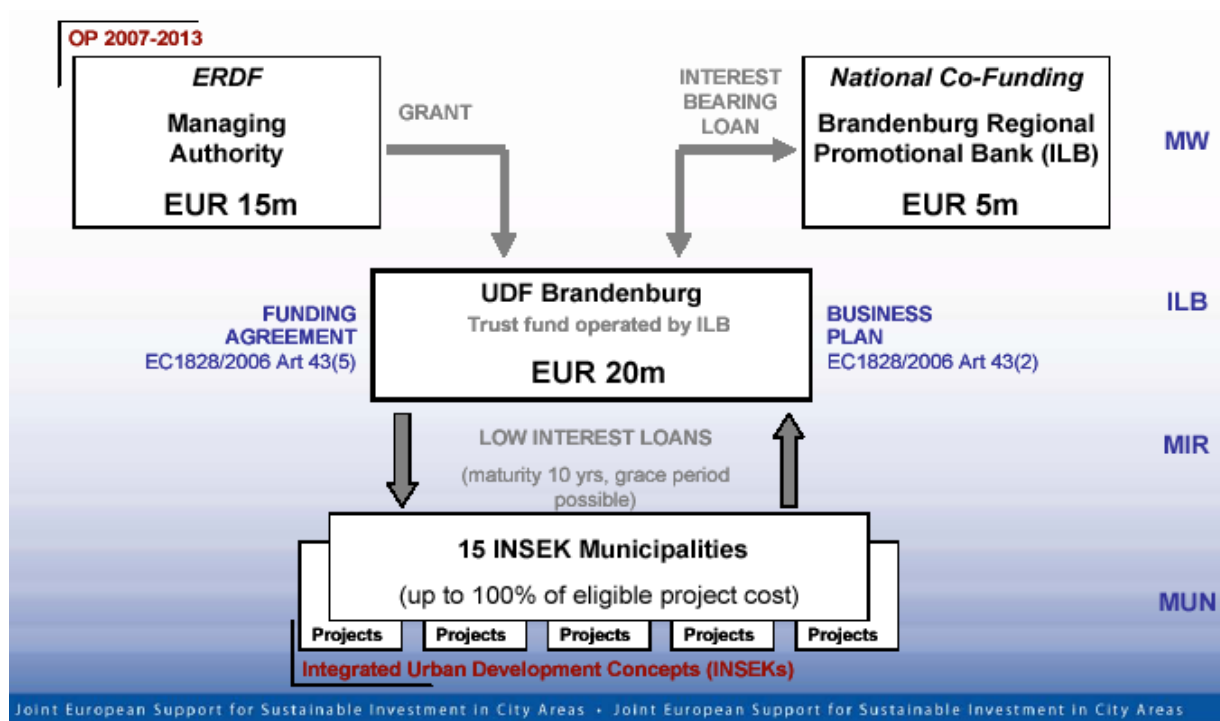 OP 2007-2013
ERDF
Managing
Authority
EUR 15m
GRANT
INTEREST
BEARING
LOAN
National Co-Funding
Brandenburg Regional
Promotional Bank (ILB)
EUR 5m
MW
UDF Brandenburg
Trust fund operated by ILB
EUR 20m
FUNDING
AGREEMENT
EC1828/2006 Art 43(5)
BUSINESS
PLAN
EC1828/2006 Art 43(2)
ILB
LOW INTEREST LOANS
(maturity 10 yrs, grace period
possible)
MIR
15 INSEK Municipalities
(up to 100% of eligible project cost)
MUN
Projects Projects Projects Projects Projects
Integrated Urban Development Concepts (INSEKs)
Joint European Support for Sustainable Investment in City Areas • Joint European Support for Sustainable Investment in City Areas